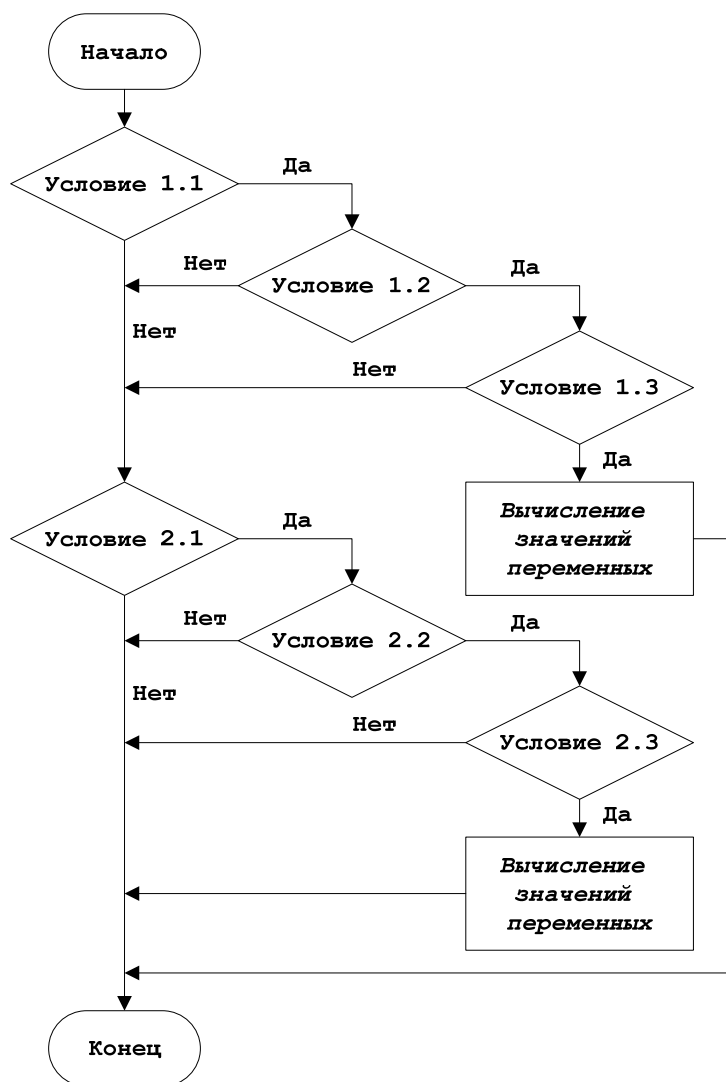 Начало
Условие 1.1
Да
Нет
Условие 1.2
Да
Нет
Нет
Условие 1.3
Да
Вычисление
значений
переменных
Условие 2.1
Да
Нет
Условие 2.2
Да
Нет
Нет
Условие 2.3
Да
Вычисление
значений
переменных
Конец